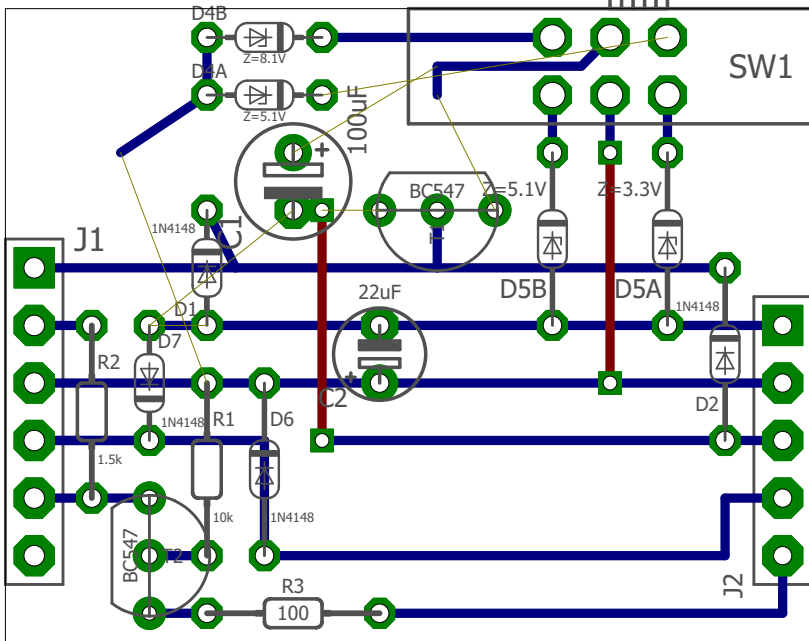 D4B
Z=8.1V
SW1
D4A
Z=5.1V
100uF
BC547
Z=5.1V
Z=3.3V
1N4148
C1
J1
D5B
D5A
22uF
1N4148
D1
D7
R2
D2
C2
1N4148
R1
D6
1.5k
10k
1N4148
BC547
T2
J2
R3
100